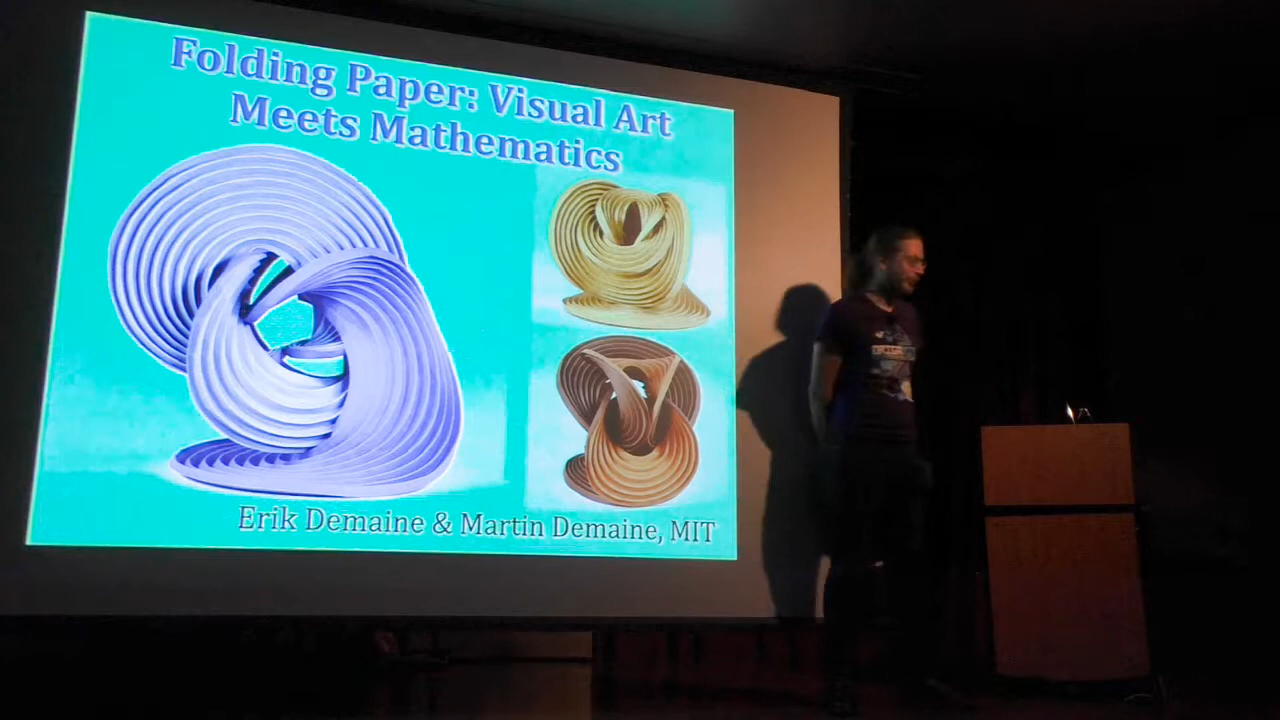 Folding Paper: Visual Art
Meets Mathematics
Erik Demaine & Martin Demaine, MIT